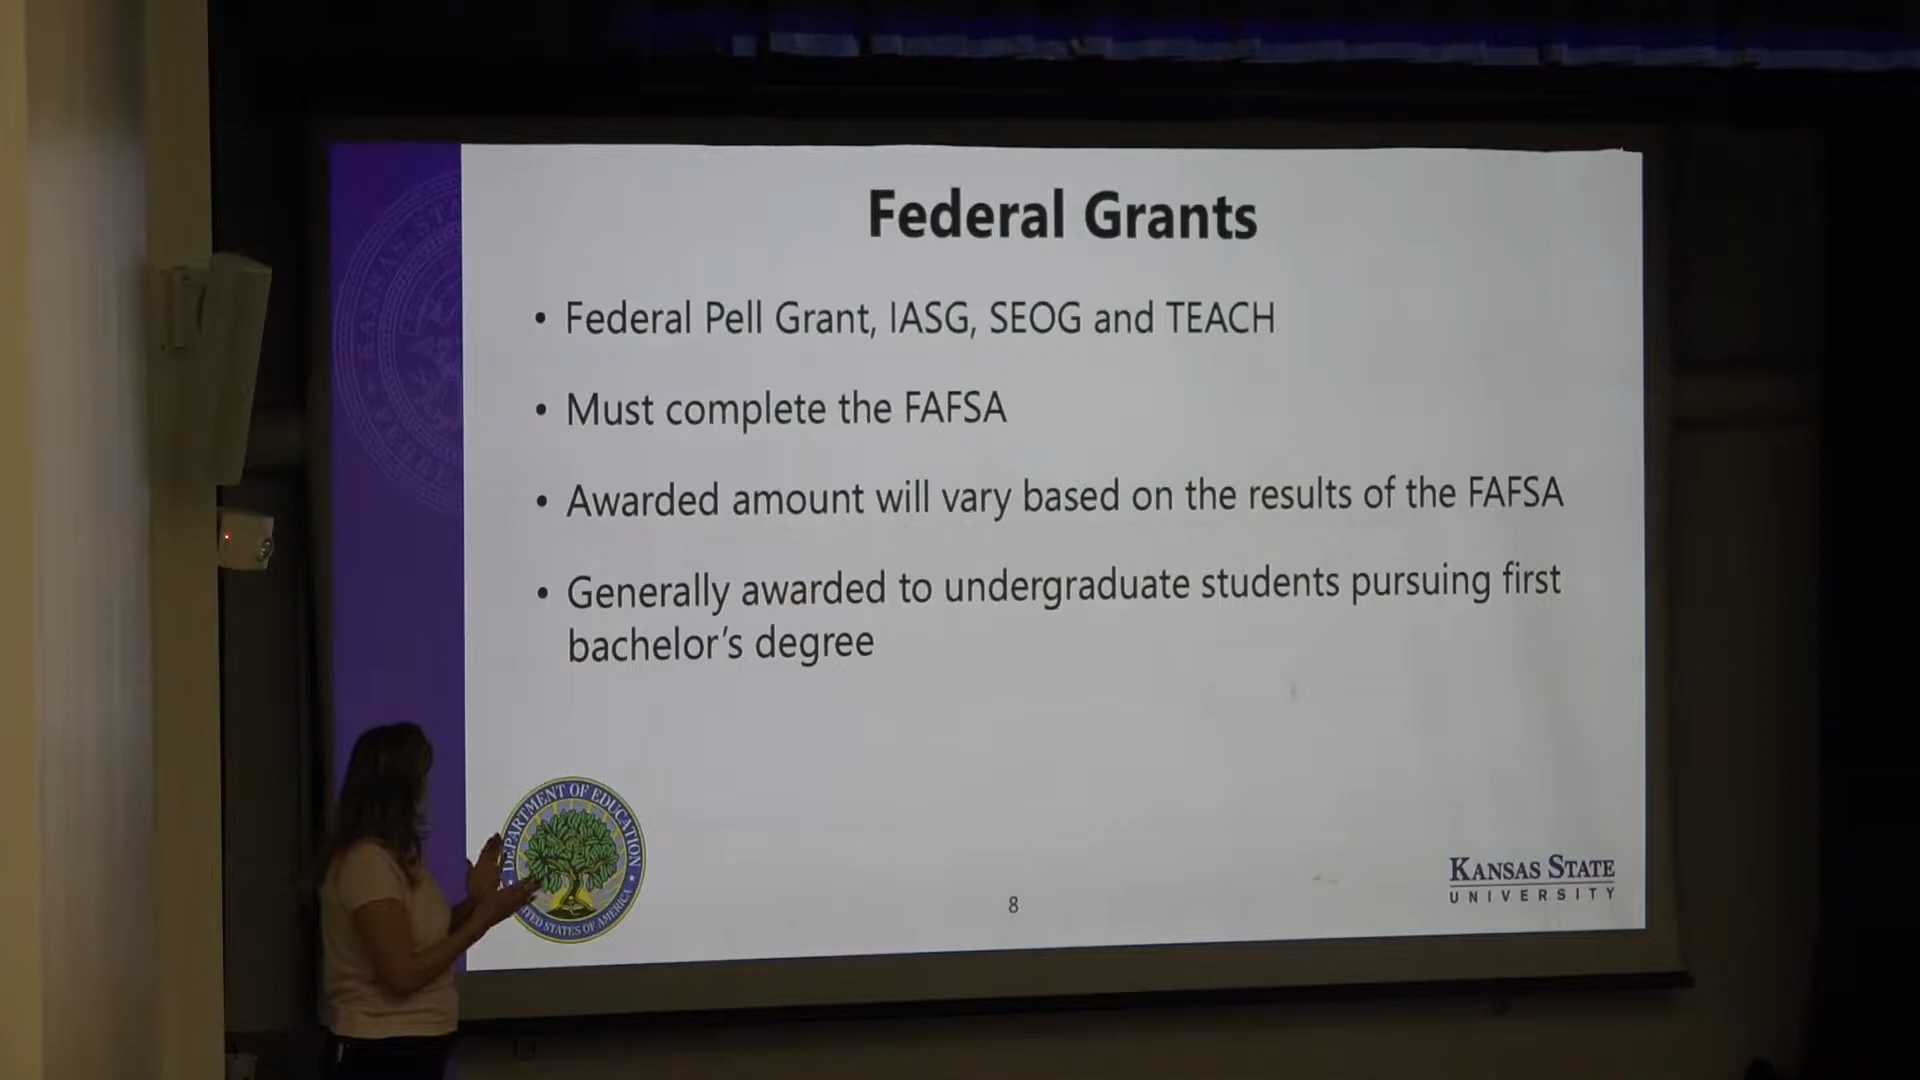 Federal Grants
• Federal Pell Grant, IASG, SEOG and TEACH
• Must complete the FAFSA
• Awarded amount will vary based on the results of the FAFSA
• Generally awarded to undergraduate students pursuing first
bachelor's degree
DEPARTMENT OF EDUCATION
STATES OF AMERICA
8
KANSAS STATE
UNIVERSITY